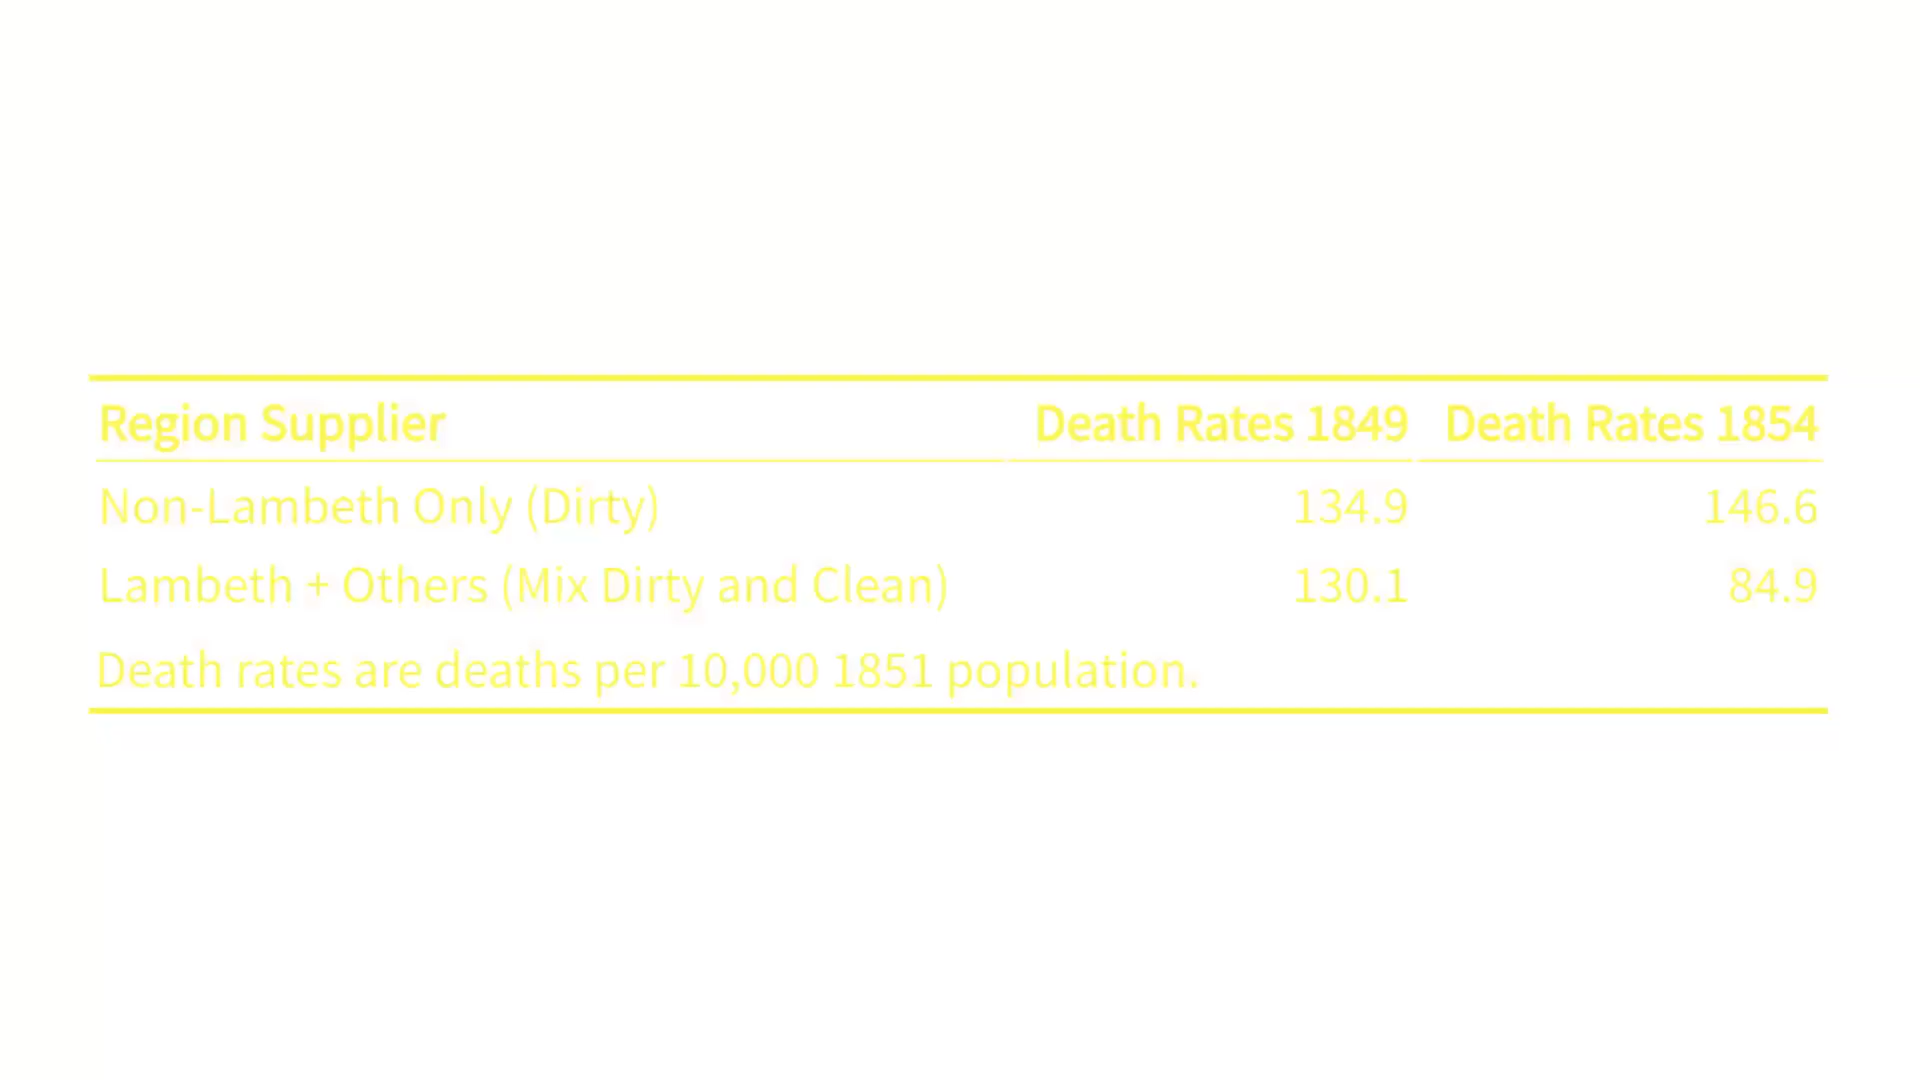 Region Supplier Death Rates 1849 Death Rates 1854
Non-Lambeth Only (Dirty) 134.9 146.6
Lambeth + Others (Mix Dirty and Clean) 130.1 84.9
Death rates are deaths per 10,000 1851 population.